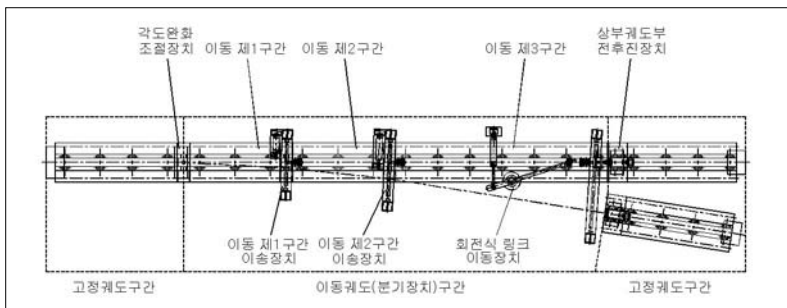 각도완화
조절장치
이동 제1구간
이동 제2구간
이동 제3구간
상부궤도부
전후진장치
이동 제1구간
이송장치
이동 제2구간
이송장치
회전식 링크
이동장치
고정궤도구간
이동궤도(분기장치)구간
고정궤도구간